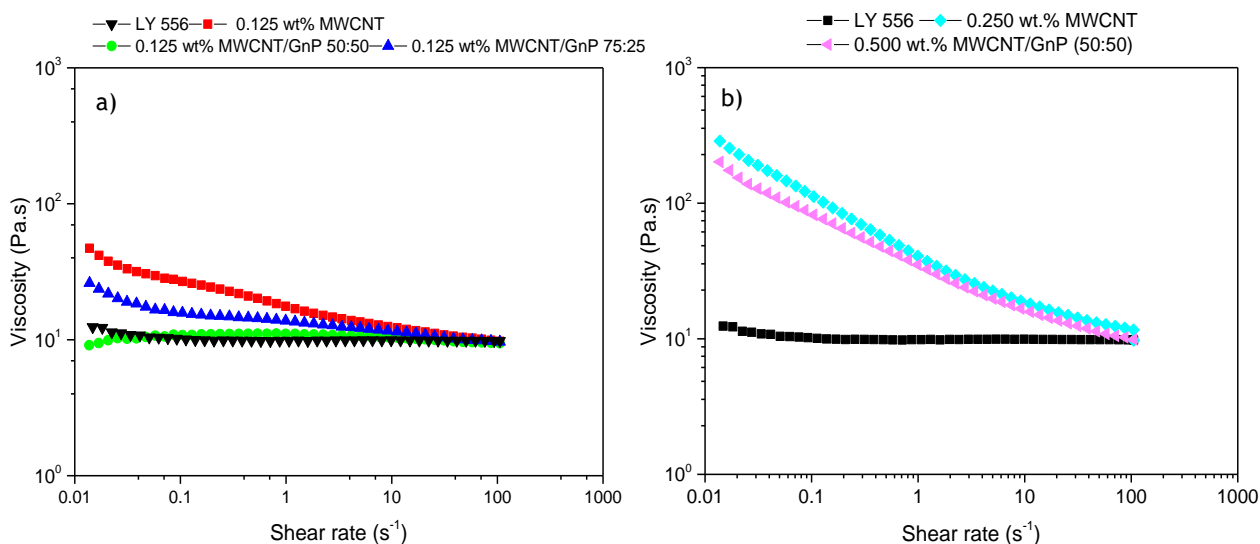 LY 556 0.125 wt% MWCNT
0.125 wt% MWCNT/GnP 50:50 0.125 wt% MWCNT/GnP 75:25
a)
10³
10²
10¹
10⁰
Viscosity (Pa.s)
0.01 0.1 1 10 100 1000
Shear rate (s⁻¹)
LY 556 0.250 wt.% MWCNT
0.500 wt.% MWCNT/GnP (50:50)
b)
10³
10²
10¹
10⁰
Viscosity (Pa.s)
0.01 0.1 1 10 100 1000
Shear rate (s⁻¹)